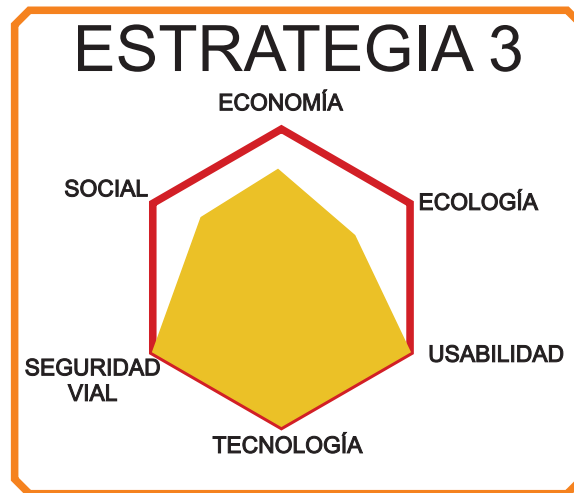 ESTRATEGIA 3
ECONOMÍA
SOCIAL
ECOLOGÍA
SEGURIDAD
VIAL
USABILIDAD
TECNOLOGÍA